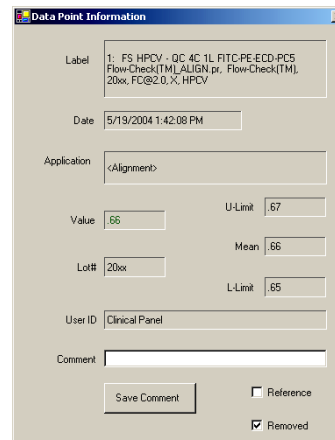 Data Point Information
Label
1: FS HPCV - QC 4C 1L FITC-PE-ECD-PC5
Flow-Check(TM)_ALIGN.pr, Flow-Check(TM),
20xx, FC@2.0, X, HPCV
Date 5/19/2004 1:42:08 PM
Application <Alignment>
Value .66
U-Limit .67
Mean .66
Lot# 20xx
L-Limit .65
User ID Clinical Panel
Comment
Save Comment
Reference
Removed